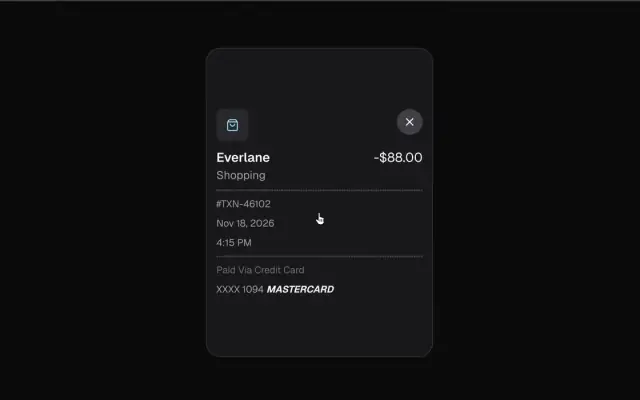 Everlane
-$88.00
Shopping
#TXN-46102
Nov 18, 2026
4:15 PM
Paid Via Credit Card
XXXX 1094 MASTERCARD